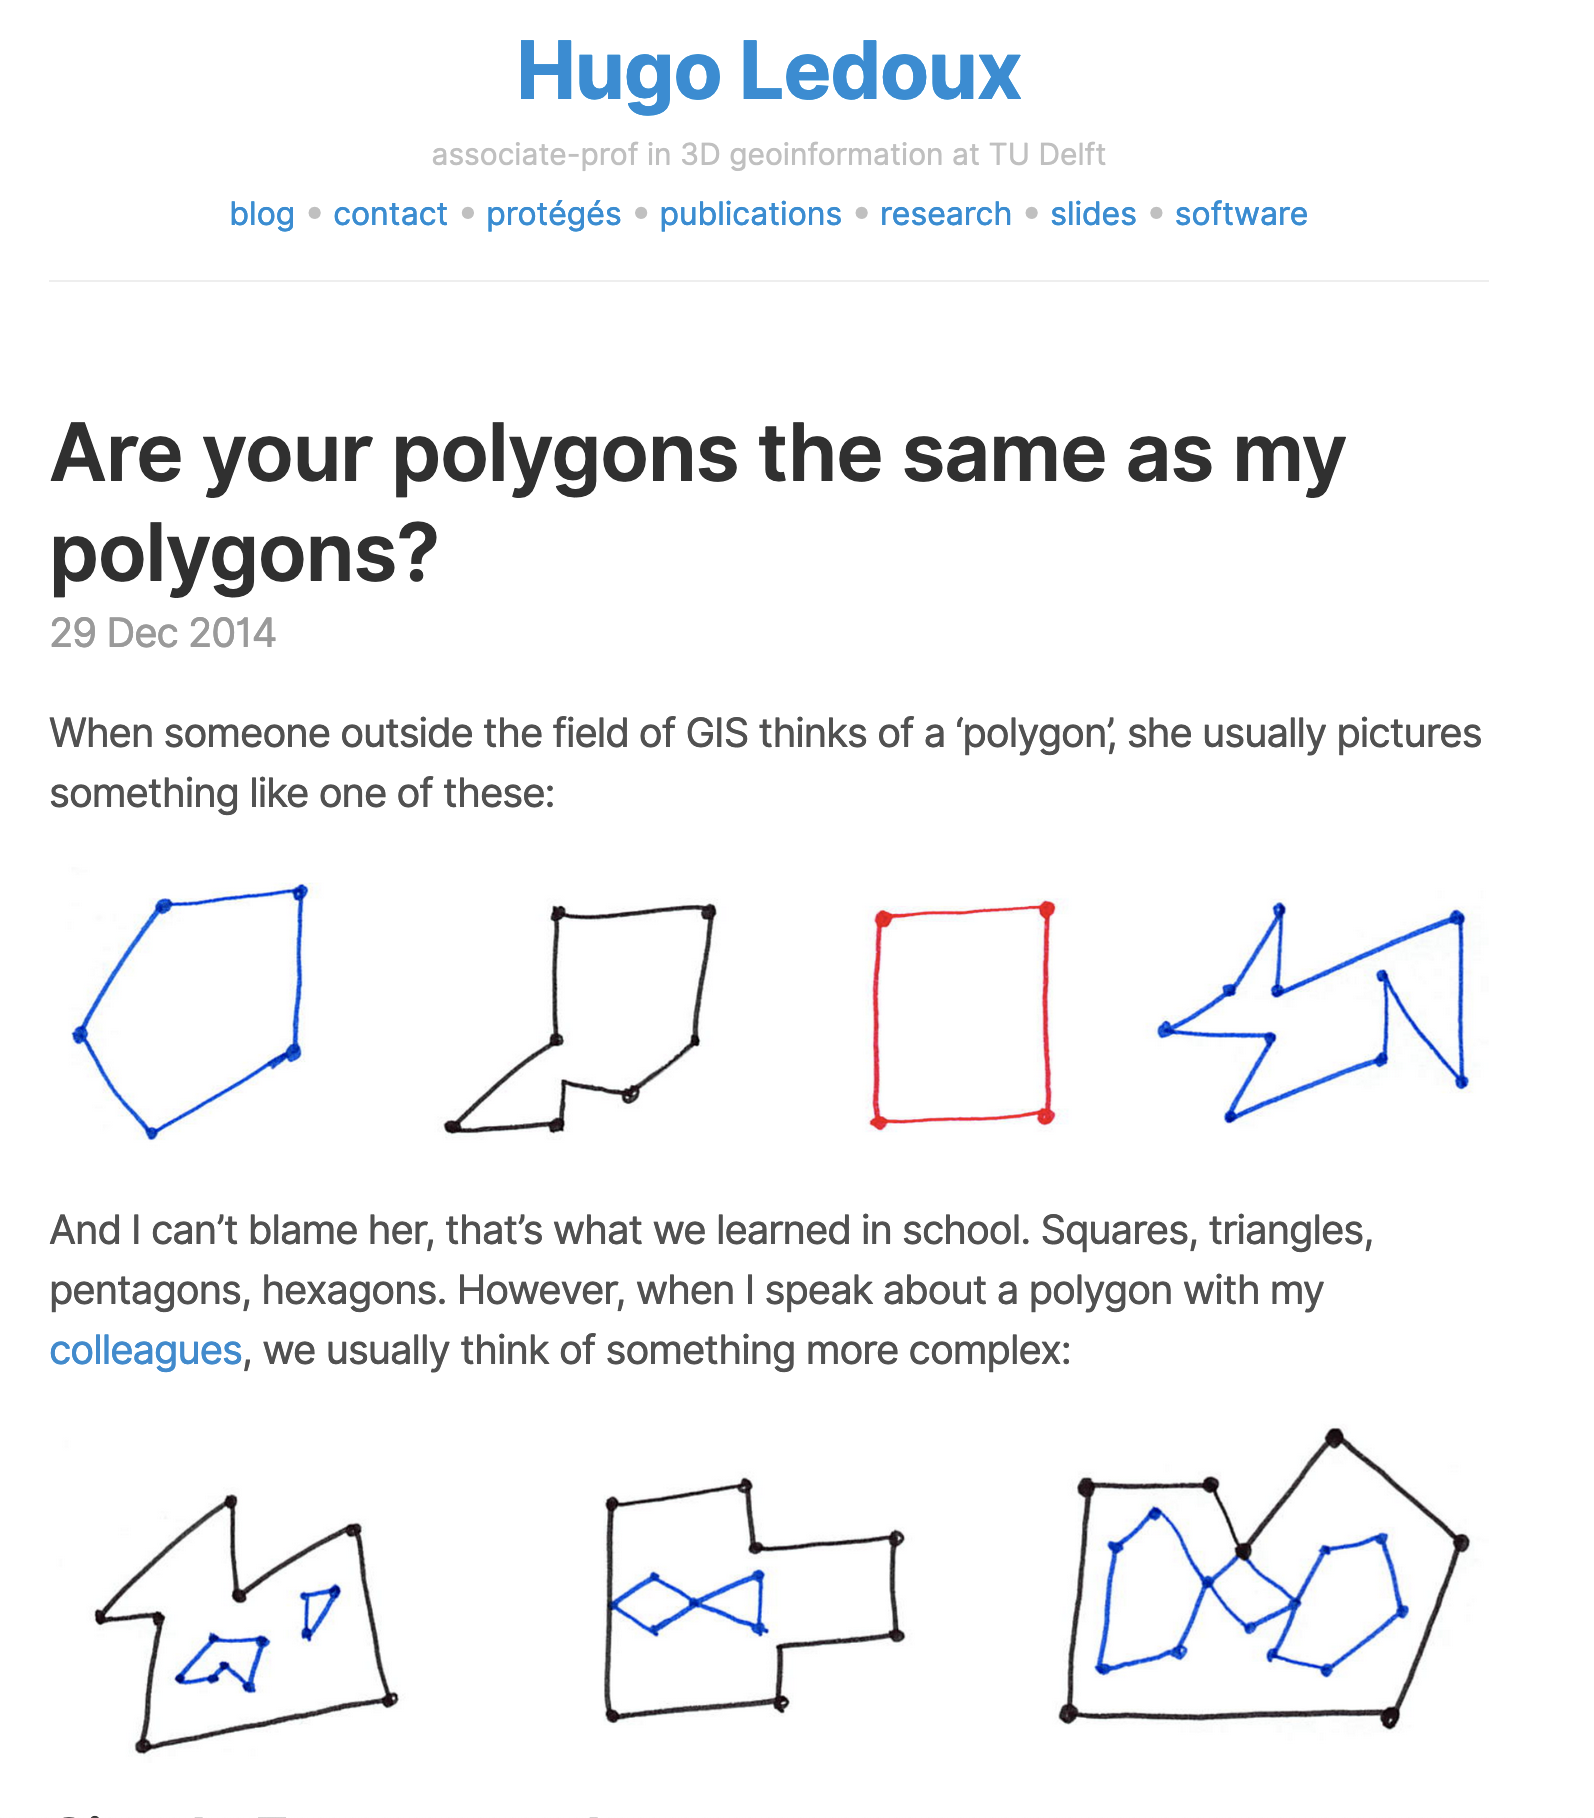 Hugo Ledoux
associate-prof in 3D geoinformation at TU Delft
blog • contact • protégés • publications • research • slides • software
Are your polygons the same as my
polygons?
29 Dec 2014
When someone outside the field of GIS thinks of a ‘polygon’, she usually pictures
something like one of these:
And I can’t blame her, that’s what we learned in school. Squares, triangles,
pentagons, hexagons. However, when I speak about a polygon with my
colleagues, we usually think of something more complex: